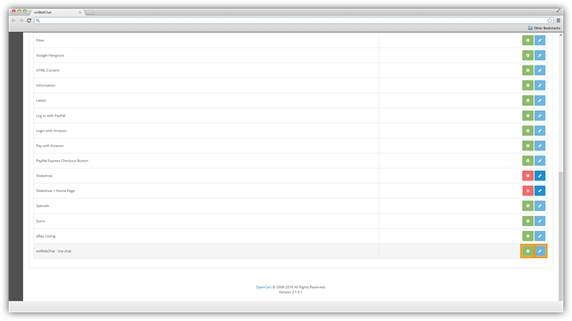 onWebChat
Other Bookmarks
Filter
Google Hangouts
HTML Content
Information
Latest
Log In with PayPal
Login with Amazon
Pay with Amazon
PayPal Express Checkout Button
Slideshow
Slideshow > Home Page
Specials
Store
eBay Listing
onWebChat - live chat
OpenCart © 2009-2016 All Rights Reserved.
Version 2.1.0.1